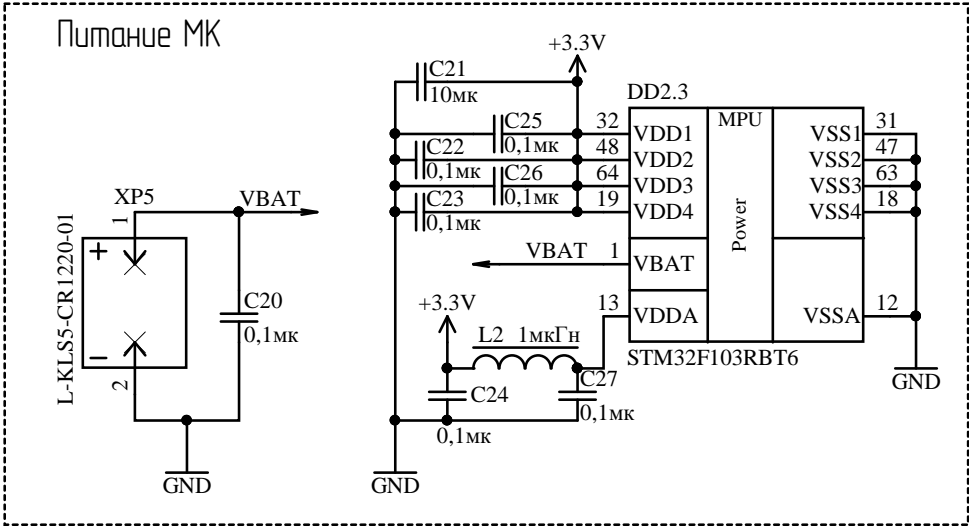 Питание МК
+3.3V
C21
10мк
DD2.3
C25
0,1мк
C22
0,1мк
C26
0,1мк
C23
0,1мк
32
48
64
19
VDD1
VDD2
VDD3
VDD4
MPU
Power
VSS1
VSS2
VSS3
VSS4
31
47
63
18
XP5
1
VBAT
L-KLS5-CR1220-01
+
−
2
C20
0,1мк
GND
VBAT
1
VBAT
+3.3V
13
VDDA
VSSA
12
L2 1мкГн
STM32F103RBT6
C24
0,1мк
C27
0,1мк
GND
GND